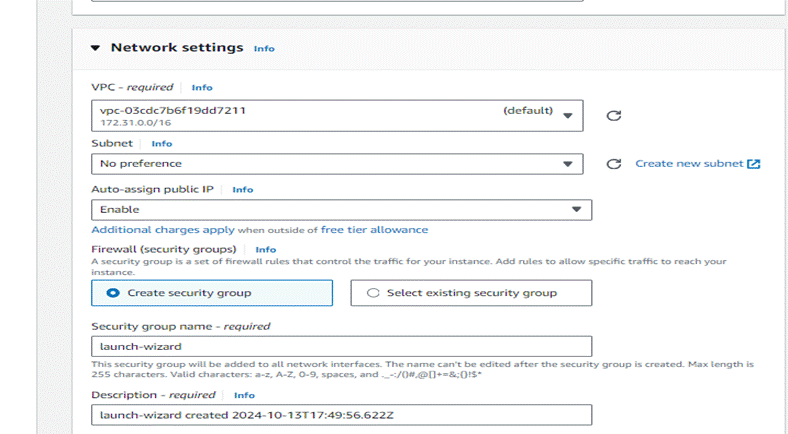 Network settings Info
VPC - required Info
vpc-03cdc7b6f19dd7211 (default)
172.31.0.0/16
Subnet Info
No preference Create new subnet
Auto-assign public IP Info
Enable
Additional charges apply when outside of free tier allowance
Firewall (security groups) Info
A security group is a set of firewall rules that control the traffic for your instance. Add rules to allow specific traffic to reach your
instance.
Create security group Select existing security group
Security group name - required
launch-wizard
This security group will be added to all network interfaces. The name can't be edited after the security group is created. Max length is
255 characters. Valid characters: a-z, A-Z, 0-9, spaces, and ._-:/()#,@[]+=&;{}!$*
Description - required Info
launch-wizard created 2024-10-13T17:49:56.622Z